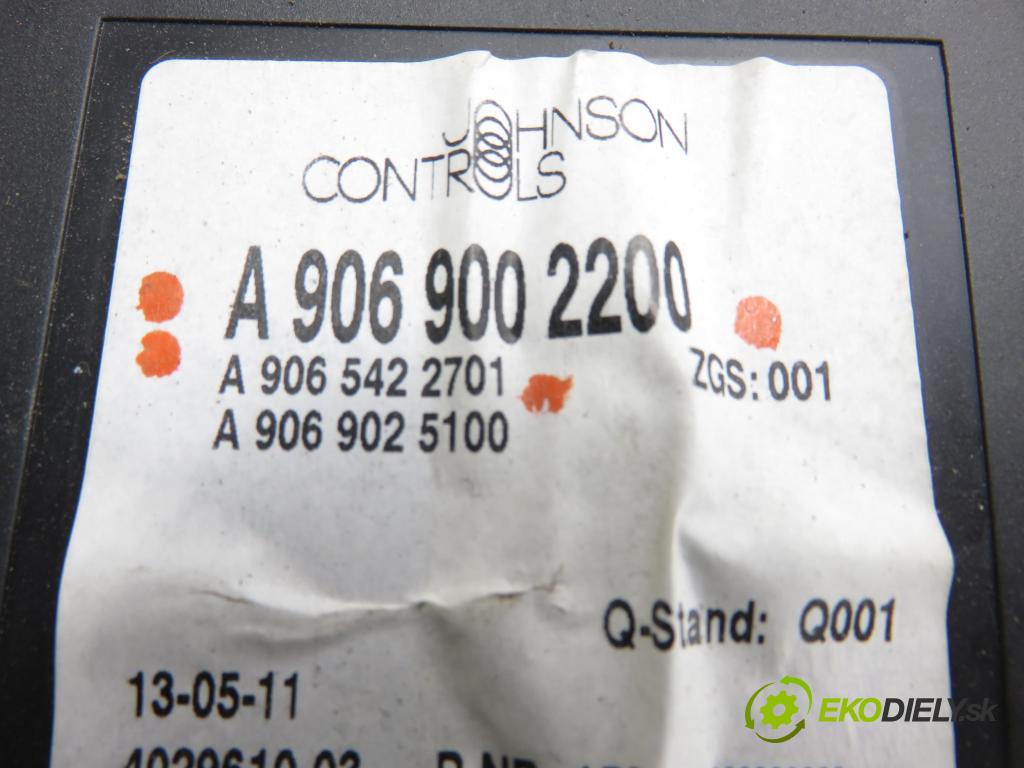 JOHNSON
CONTROLS
A 906 900 2200
A 906 542 2701 ZGS: 001
A 906 902 5100
Q-Stand: Q001
13-05-11
EKODIELY.sk